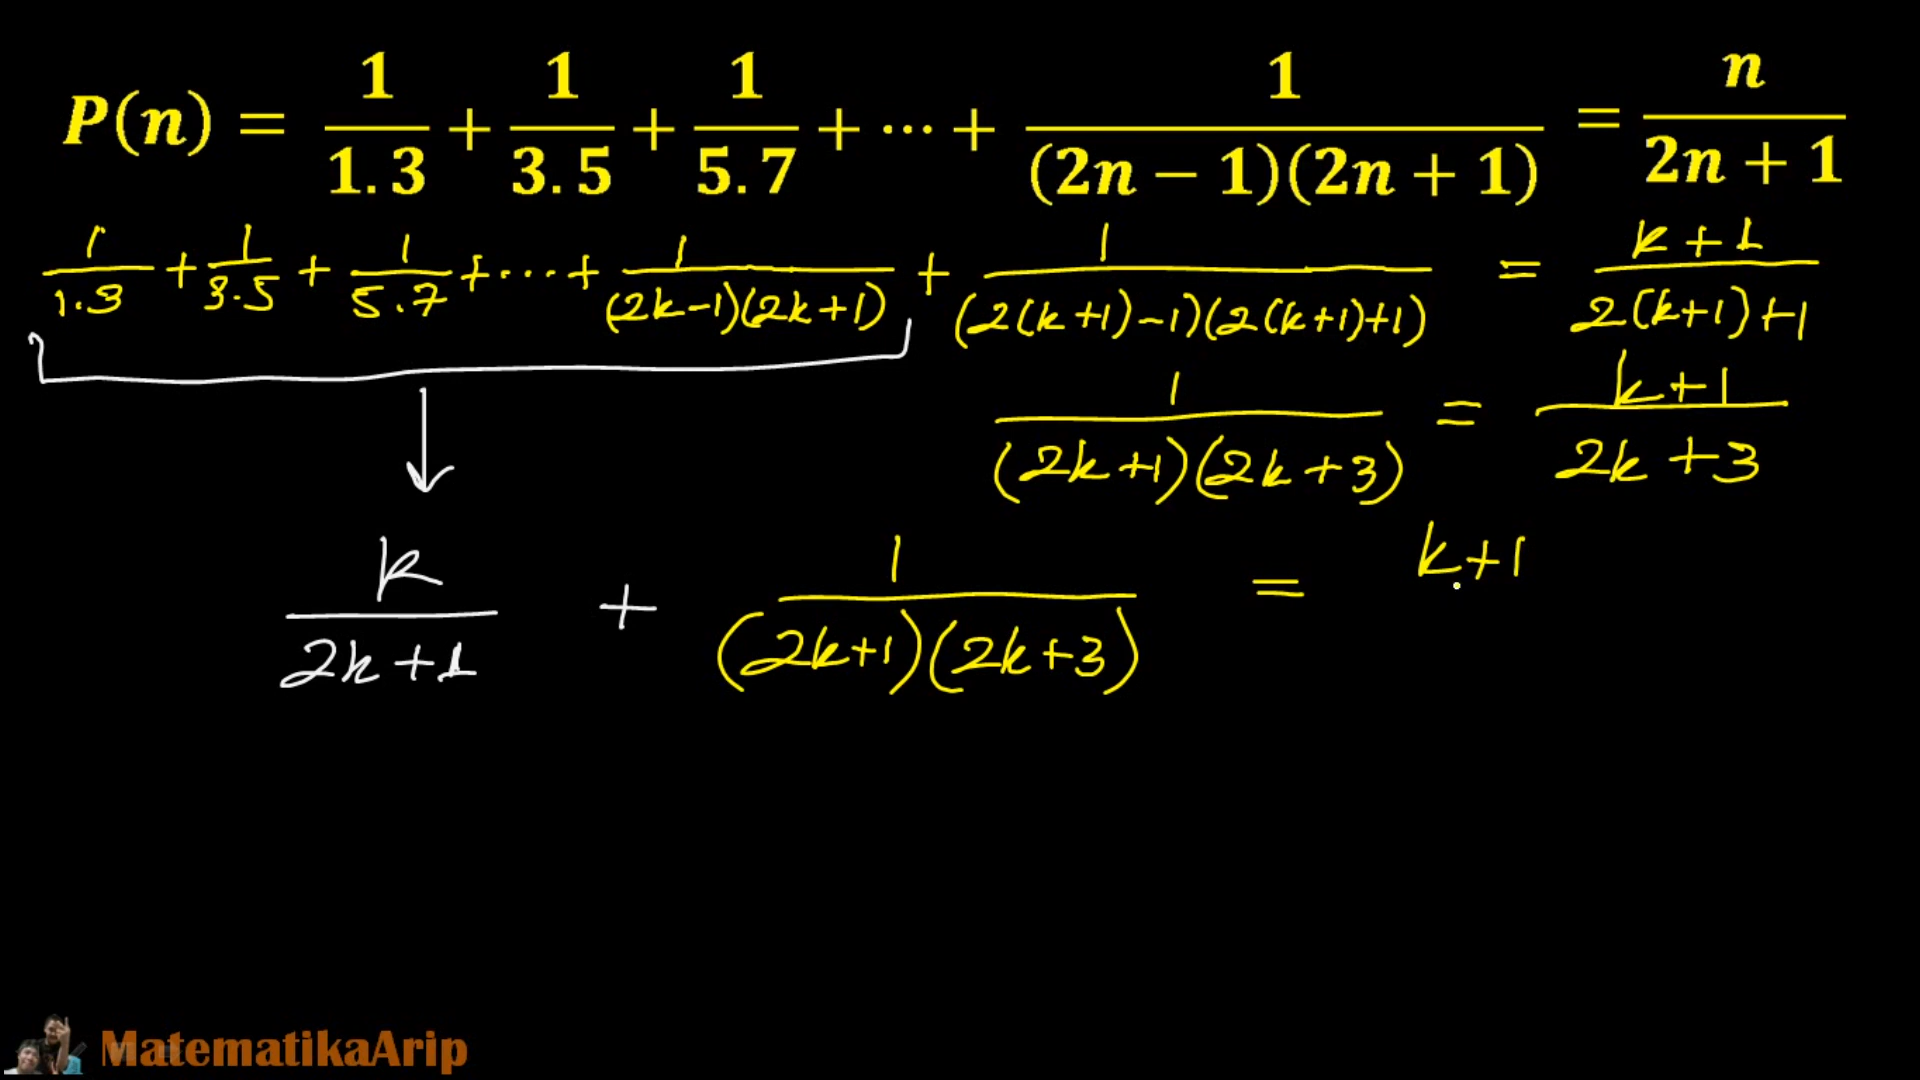 P(n) = 1/1.3 + 1/3.5 + 1/5.7 + ... + 1/(2n − 1)(2n + 1) = n/2n + 1
1/1.3 + 1/3.5 + 1/5.7 + ... + 1/(2k-1)(2k+1) + 1/(2(k+1)-1)(2(k+1)+1) = k+1/2(k+1)+1
1/(2k+1)(2k+3) = k+1/2k+3
k/2k+1 + 1/(2k+1)(2k+3) = k+1
MatematikaArip